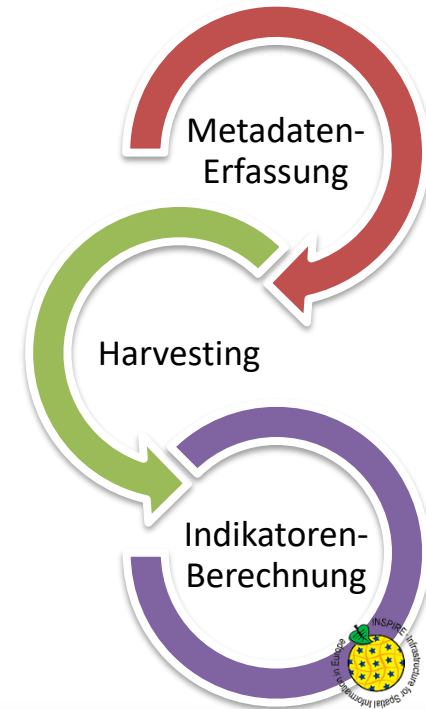 Metadaten-
Erfassung
Harvesting
Indikatoren-
Berechnung
INSPIRE Infrastructure for Spatial Information in Europe